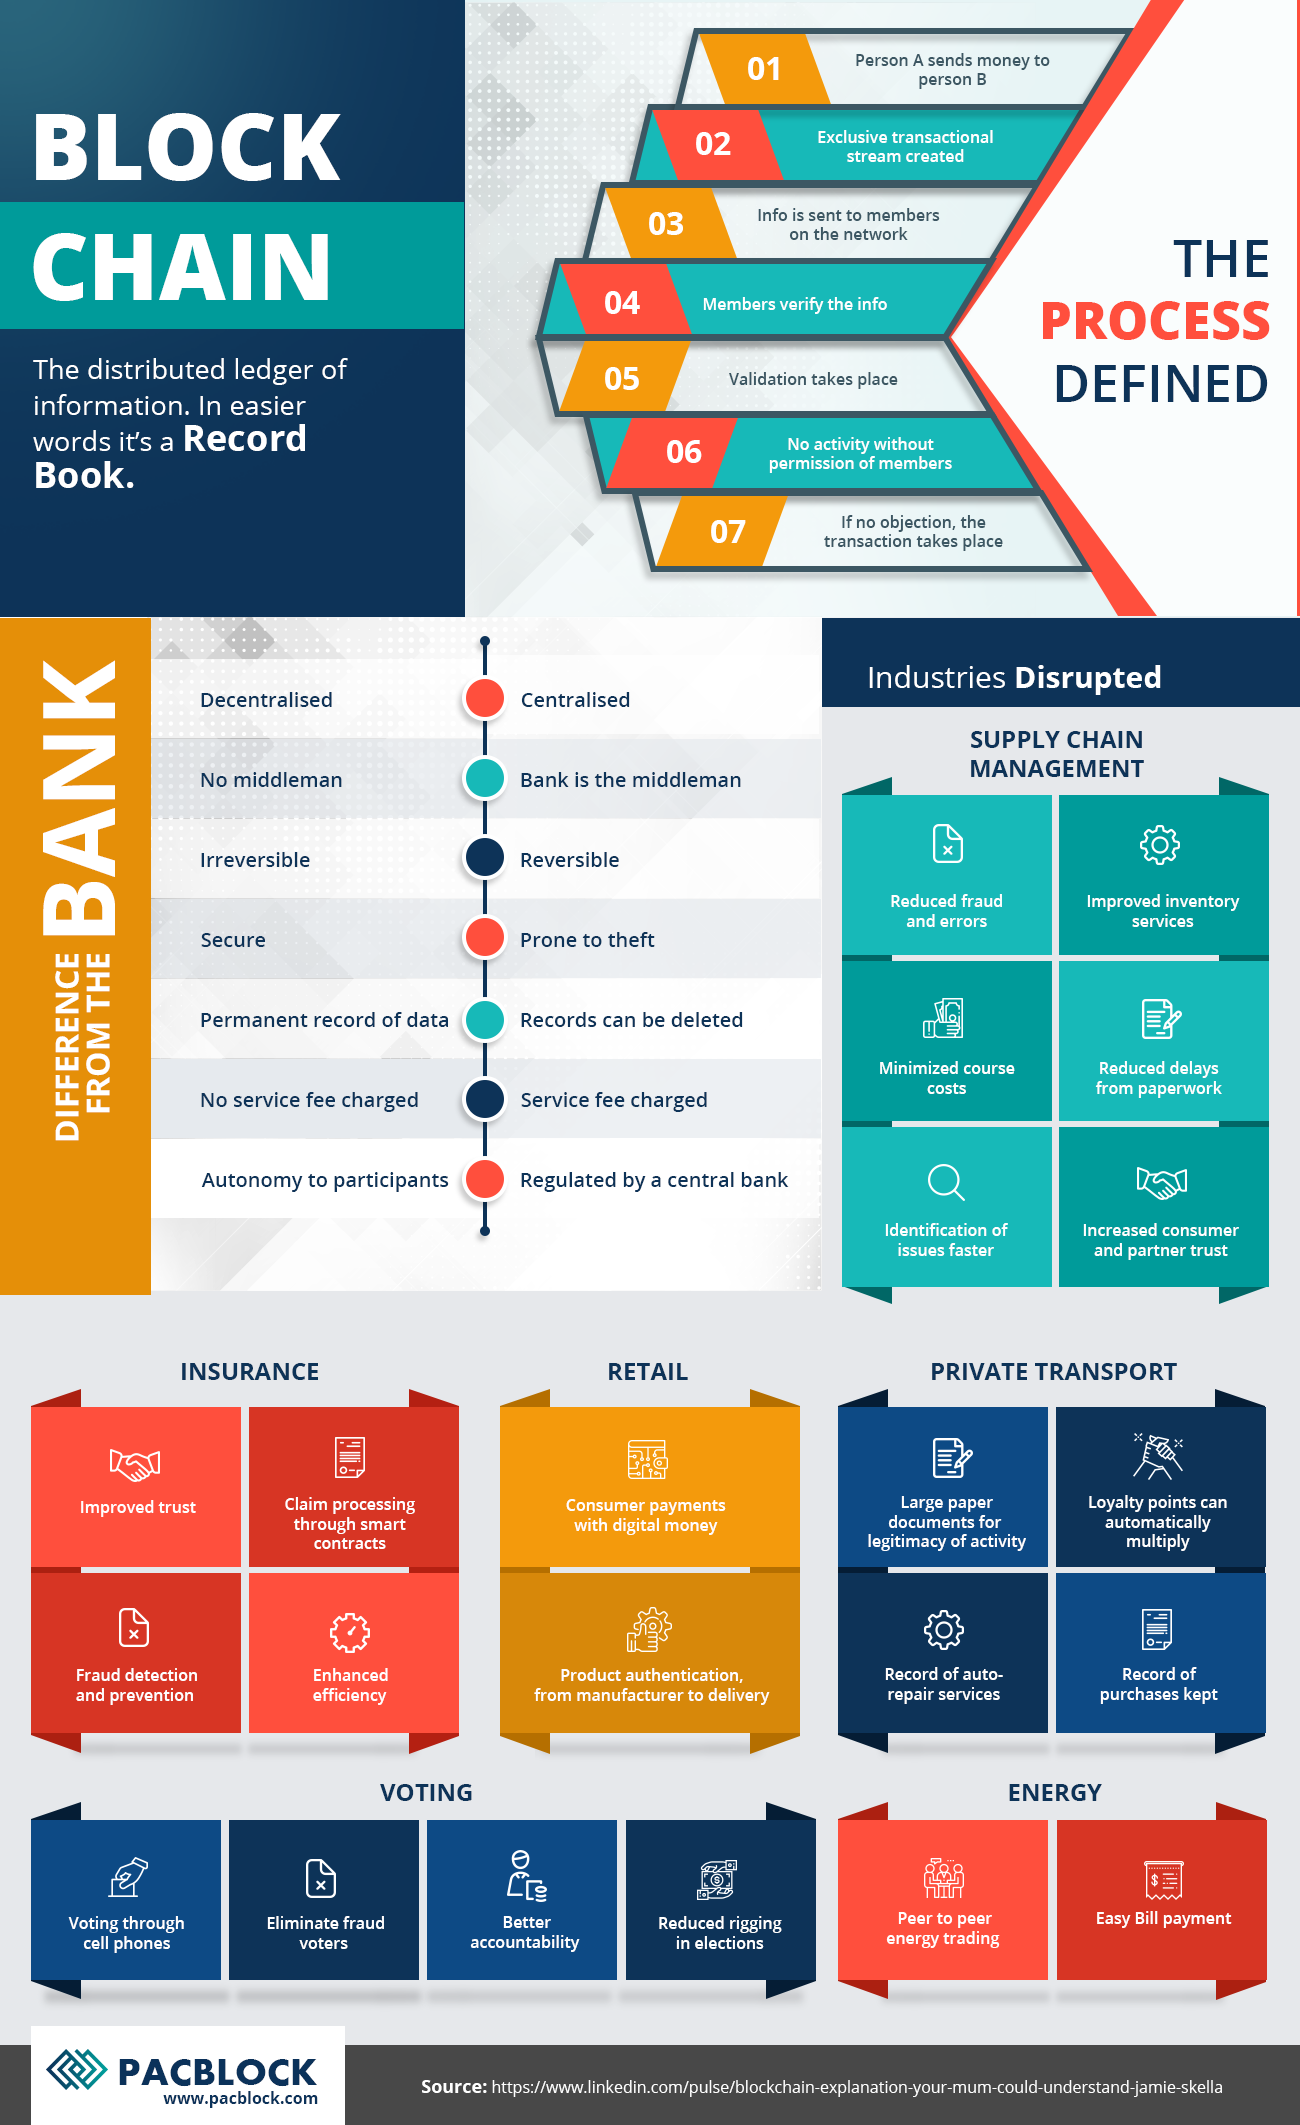 BLOCK
CHAIN
The distributed ledger of
information. In easier
words it's a Record
Book.
01
Person A sends money to
person B
02
Exclusive transactional
stream created
03
Info is sent to members
on the network
04
Members verify the info
05
Validation takes place
06
No activity without
permission of members
07
If no objection, the
transaction takes place
THE
PROCESS
DEFINED
DIFFERENCE
FROM THE
BANK
Decentralised
Centralised
No middleman
Bank is the middleman
Irreversible
Reversible
Secure
Prone to theft
Permanent record of data
Records can be deleted
No service fee charged
Service fee charged
Autonomy to participants
Regulated by a central bank
Industries Disrupted
SUPPLY CHAIN
MANAGEMENT
Reduced fraud
and errors
Improved inventory
services
Minimized course
costs
Reduced delays
from paperwork
Identification of
issues faster
Increased consumer
and partner trust
INSURANCE
Improved trust
Claim processing
through smart
contracts
Fraud detection
and prevention
Enhanced
efficiency
RETAIL
Consumer payments
with digital money
Product authentication,
from manufacturer to delivery
PRIVATE TRANSPORT
Large paper
documents for
legitimacy of activity
Loyalty points can
automatically
multiply
Record of auto-
repair services
Record of
purchases kept
VOTING
Voting through
cell phones
Eliminate fraud
voters
Better
accountability
Reduced rigging
in elections
ENERGY
Peer to peer
energy trading
Easy Bill payment
PACBLOCK
www.pacblock.com
Source: https://www.linkedin.com/pulse/blockchain-explanation-your-mum-could-understand-jamie-skella